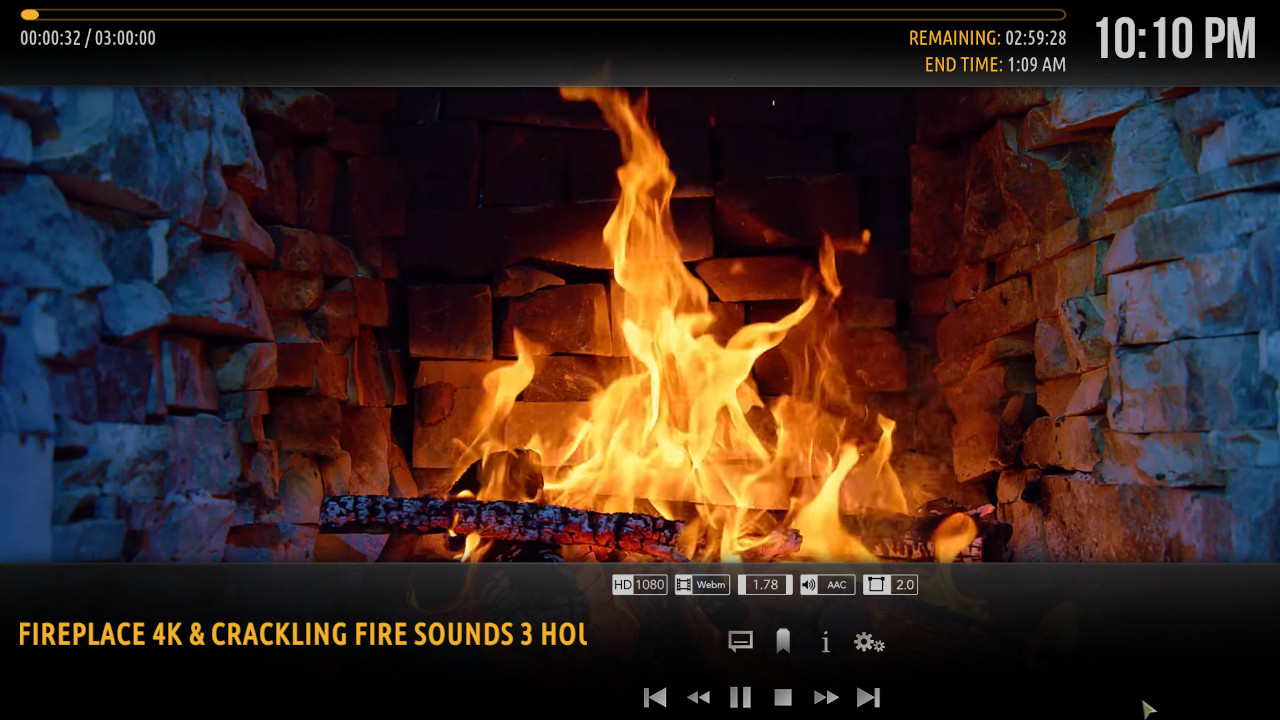 00:00:32 / 03:00:00
REMAINING: 02:59:28
END TIME: 1:09 AM
10:10 PM
HD 1080 Webm 1.78 AAC 2.0
FIREPLACE 4K & CRACKLING FIRE SOUNDS 3 HOU